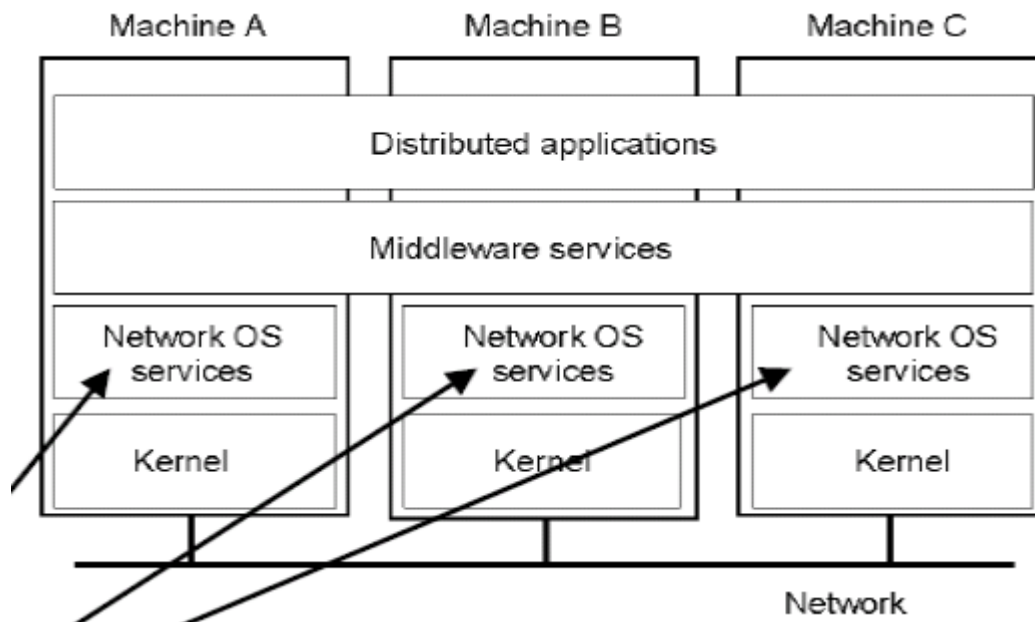 Machine A
Machine B
Machine C
Distributed applications
Middleware services
Network OS
services
Network OS
services
Network OS
services
Kernel
Kernel
Kernel
Network